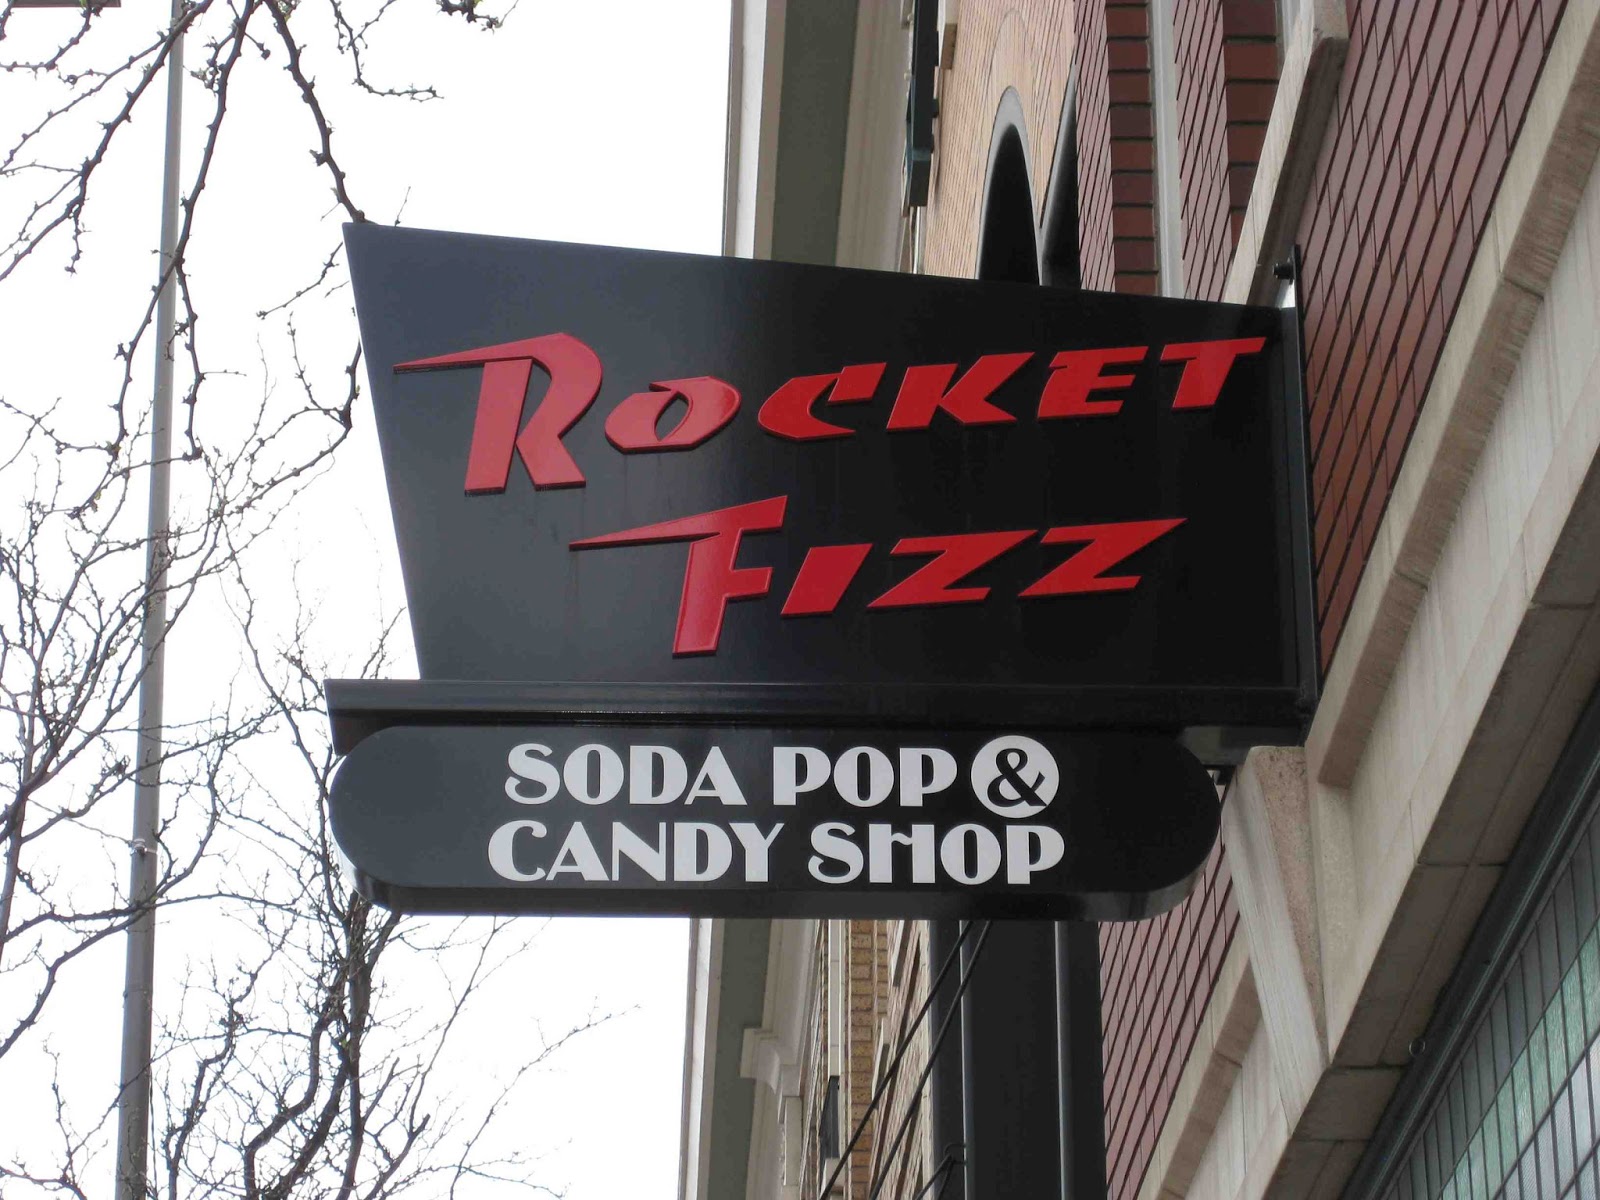 ROCKET
FIZZ
SODA POP &
CANDY SHOP